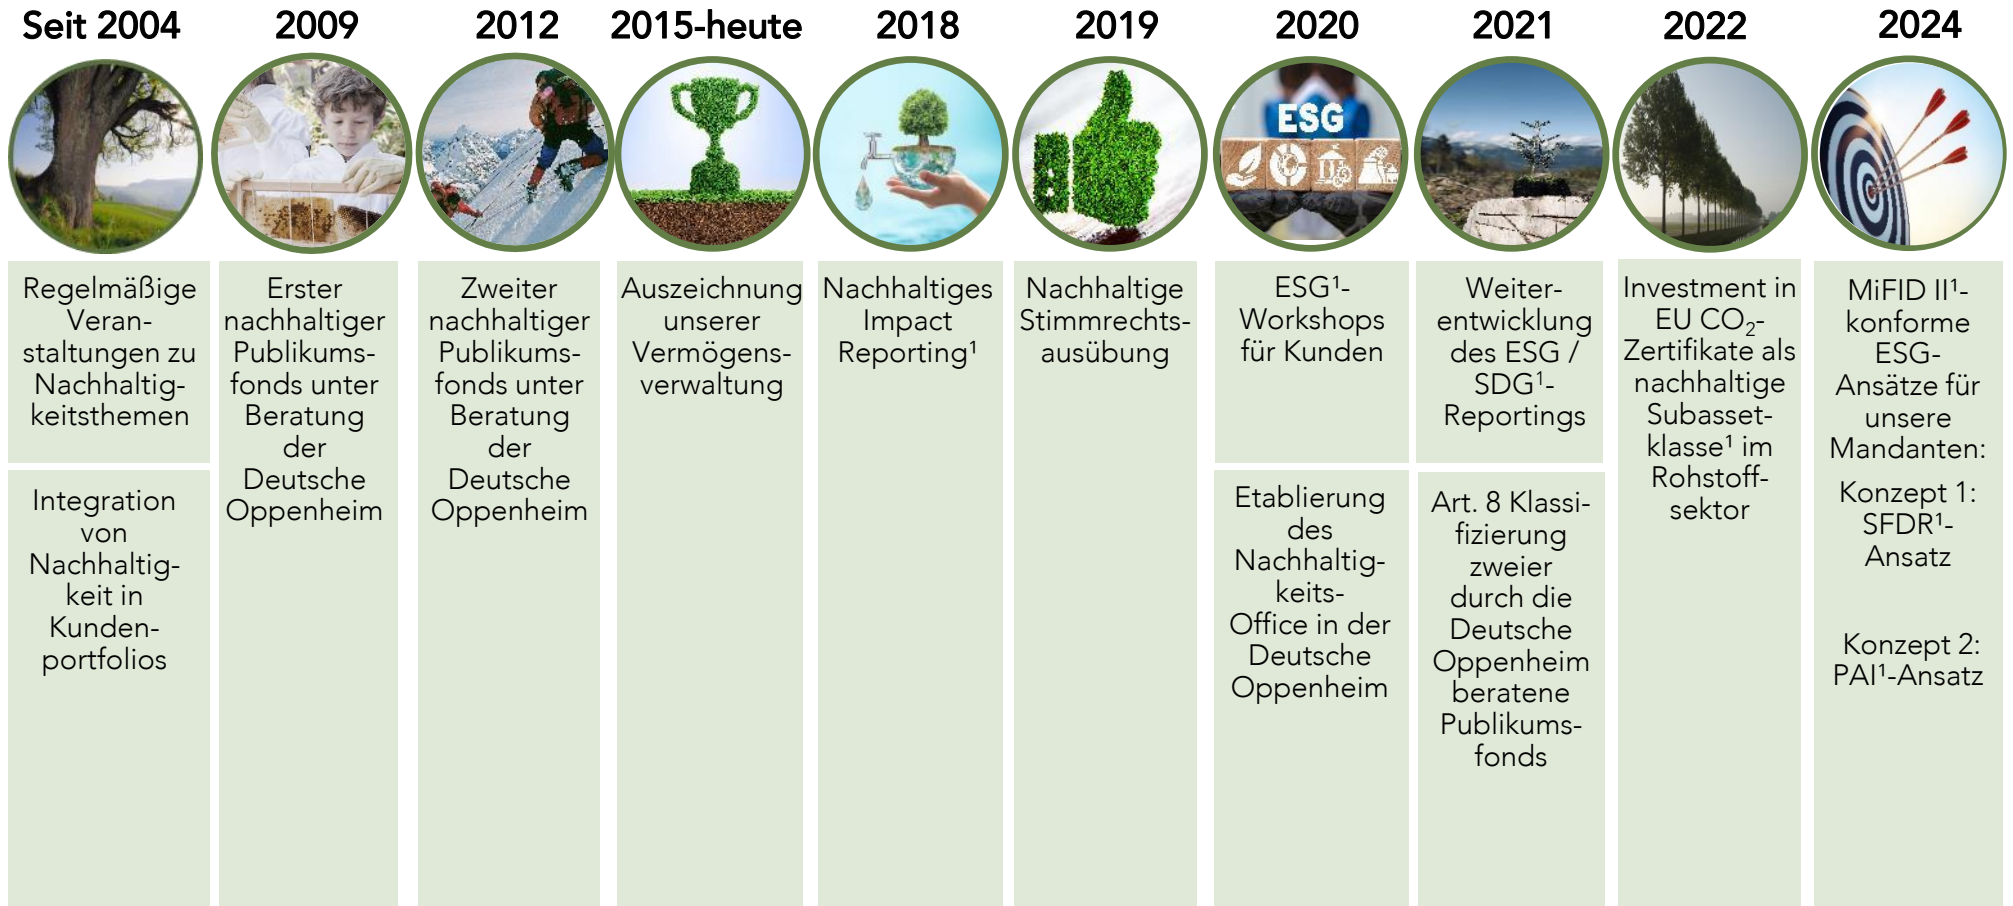 Seit 2004
Regelmäßige
Veran-
staltungen zu
Nachhaltig-
keitsthemen
Integration
von
Nachhaltig-
keit in
Kunden-
portfolios
2009
Erster
nachhaltiger
Publikums-
fonds unter
Beratung
der
Deutsche
Oppenheim
2012
Zweiter
nachhaltiger
Publikums-
fonds unter
Beratung
der
Deutsche
Oppenheim
2015-heute
Auszeichnung
unserer
Vermögens-
verwaltung
2018
Nachhaltiges
Impact
Reporting¹
2019
Nachhaltige
Stimmrechts-
ausübung
2020
ESG
ESG¹-
Workshops
für Kunden
Etablierung
des
Nachhaltig-
keits-
Office in der
Deutsche
Oppenheim
2021
Weiter-
entwicklung
des ESG /
SDG¹-
Reportings
Art. 8 Klassi-
fizierung
zweier
durch die
Deutsche
Oppenheim
beratene
Publikums-
fonds
2022
Investment in
EU CO₂-
Zertifikate als
nachhaltige
Subasset-
klasse¹ im
Rohstoff-
sektor
2024
MiFID II¹-
konforme
ESG-
Ansätze für
unsere
Mandanten:
Konzept 1:
SFDR¹-
Ansatz
Konzept 2:
PAI¹-Ansatz